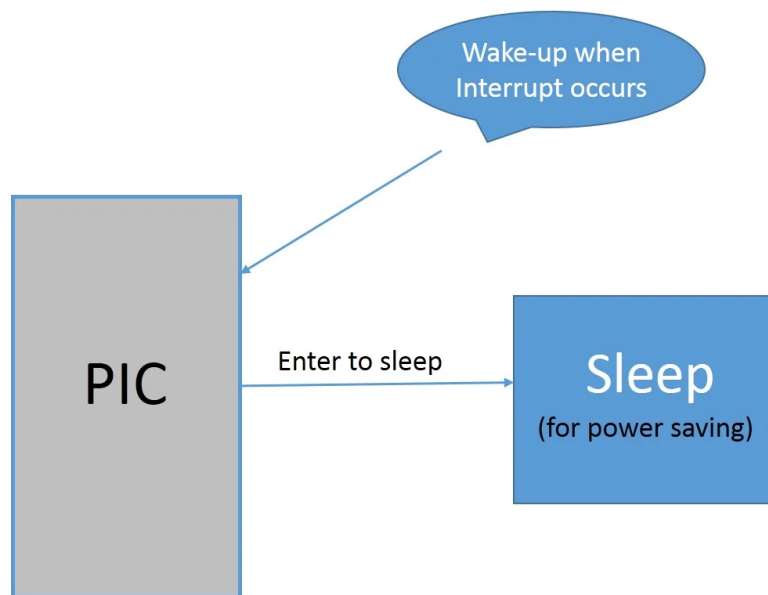 Wake-up when
Interrupt occurs
PIC
Enter to sleep
Sleep
(for power saving)